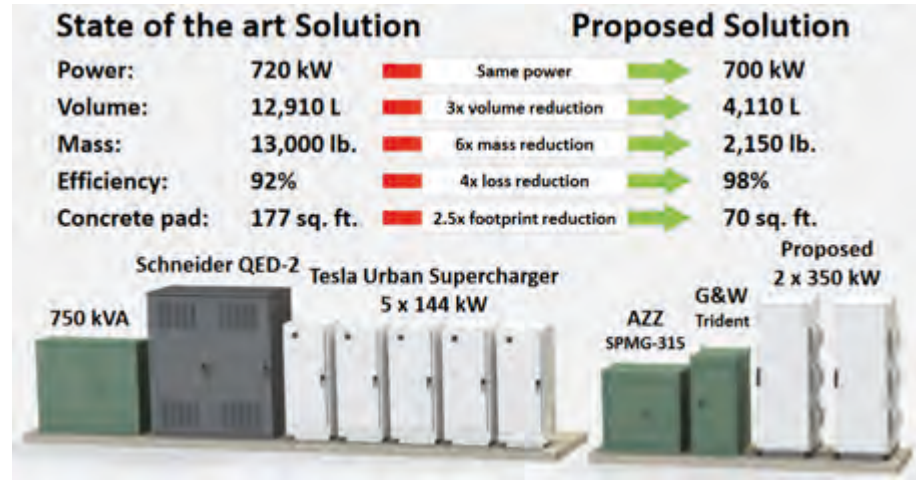 State of the art Solution Proposed Solution
Power: 720 kW Same power 700 kW
Volume: 12,910 L 3x volume reduction 4,110 L
Mass: 13,000 lb. 6x mass reduction 2,150 lb.
Efficiency: 92% 4x loss reduction 98%
Concrete pad: 177 sq. ft. 2.5x footprint reduction 70 sq. ft.
750 kVA
Schneider QED-2
Tesla Urban Supercharger
5 x 144 kW
AZZ
SPMG-315
G&W
Trident
Proposed
2 x 350 kW